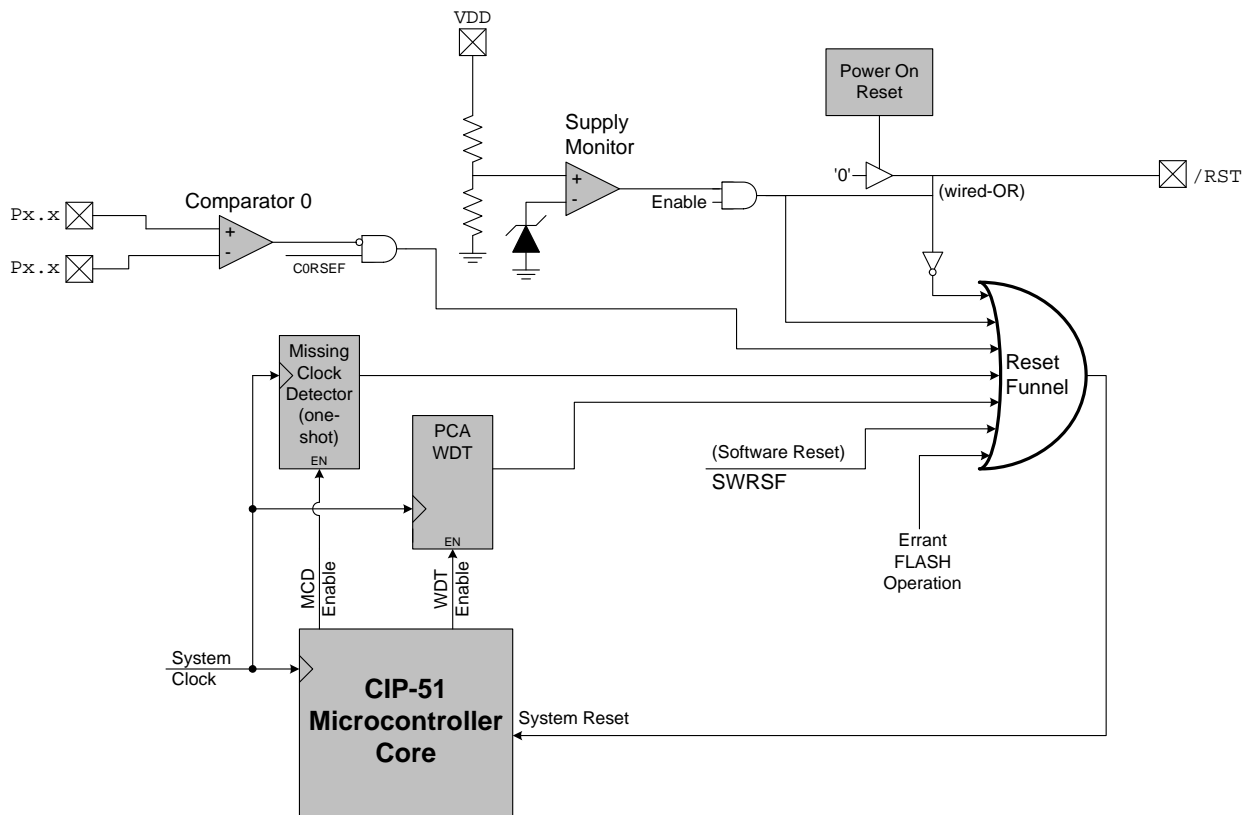 VDD
Power On
Reset
Supply
Monitor
+
-
Enable
'0'
(wired-OR)
/RST
Px.x
Px.x
Comparator 0
+
-
C0RSEF
Missing
Clock
Detector
(one-
shot)
EN
PCA
WDT
EN
(Software Reset)
SWRSF
Errant
FLASH
Operation
Reset
Funnel
MCD
Enable
WDT
Enable
System
Clock
CIP-51
Microcontroller
Core
System Reset